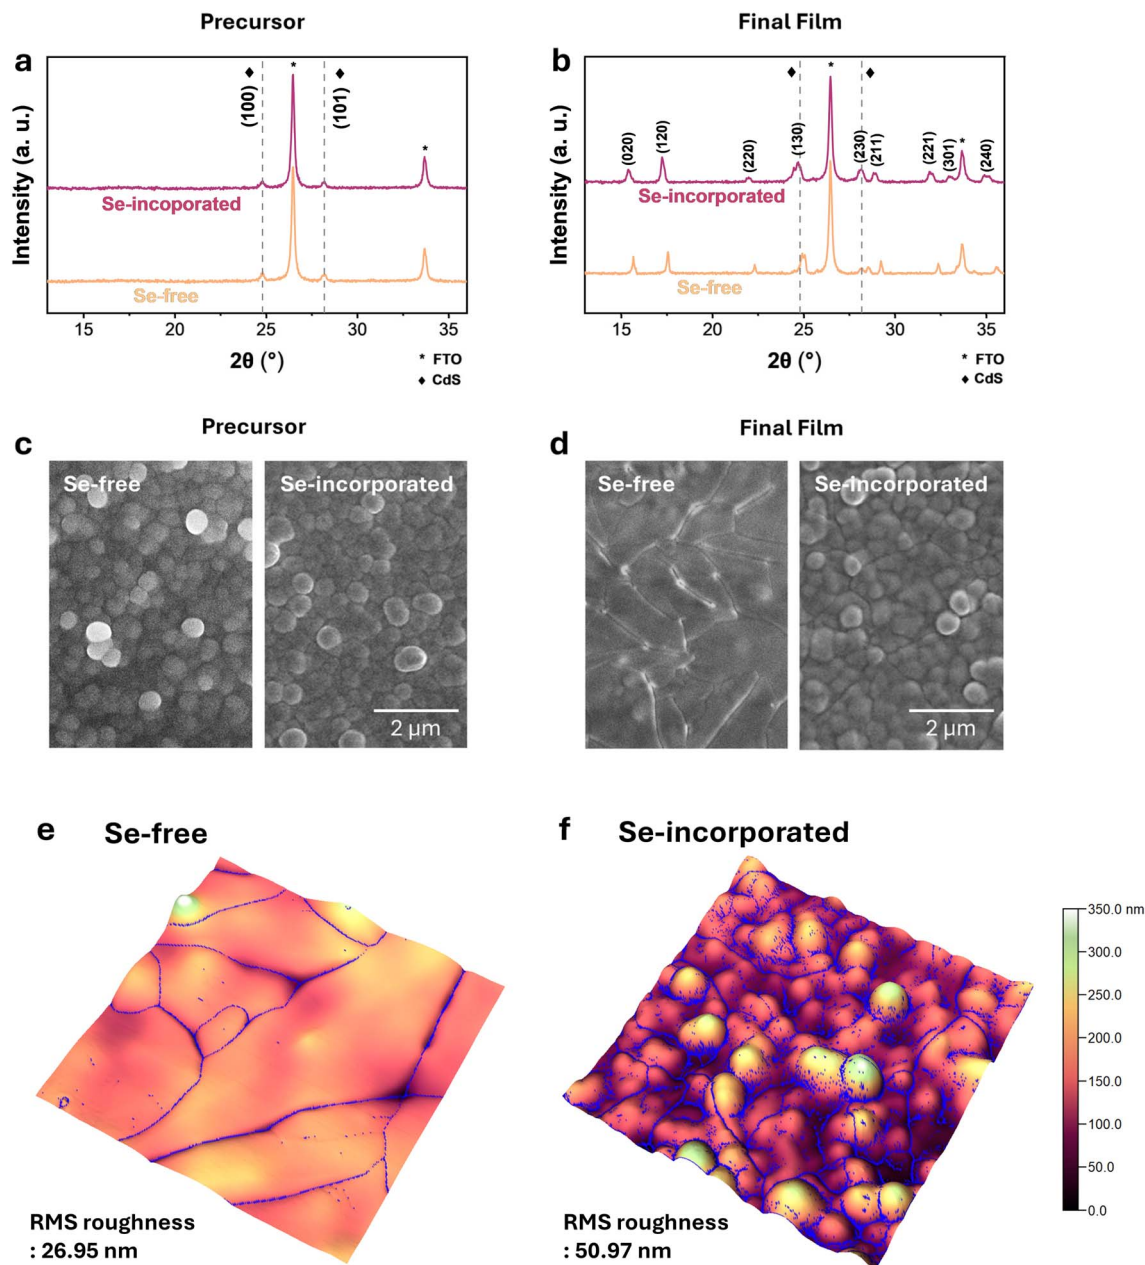 Precursor
Final Film
a
b
Intensity (a. u.)
(100)
*
(101)
*
Se-incoporated
Se-free
15
20
25
30
35
2θ (°)
* FTO
♦ CdS
Intensity (a. u.)
(020)
(120)
(220)
(130)
*
(230)
(211)
(221)
(301)
*
(240)
Se-incorporated
Se-free
15
20
25
30
35
2θ (°)
* FTO
♦ CdS
Precursor
Final Film
c
d
Se-free
Se-incorporated
2 µm
Se-free
Se-incorporated
2 µm
e
Se-free
f
Se-incorporated
RMS roughness
: 26.95 nm
RMS roughness
: 50.97 nm
350.0 nm
300.0
250.0
200.0
150.0
100.0
50.0
0.0